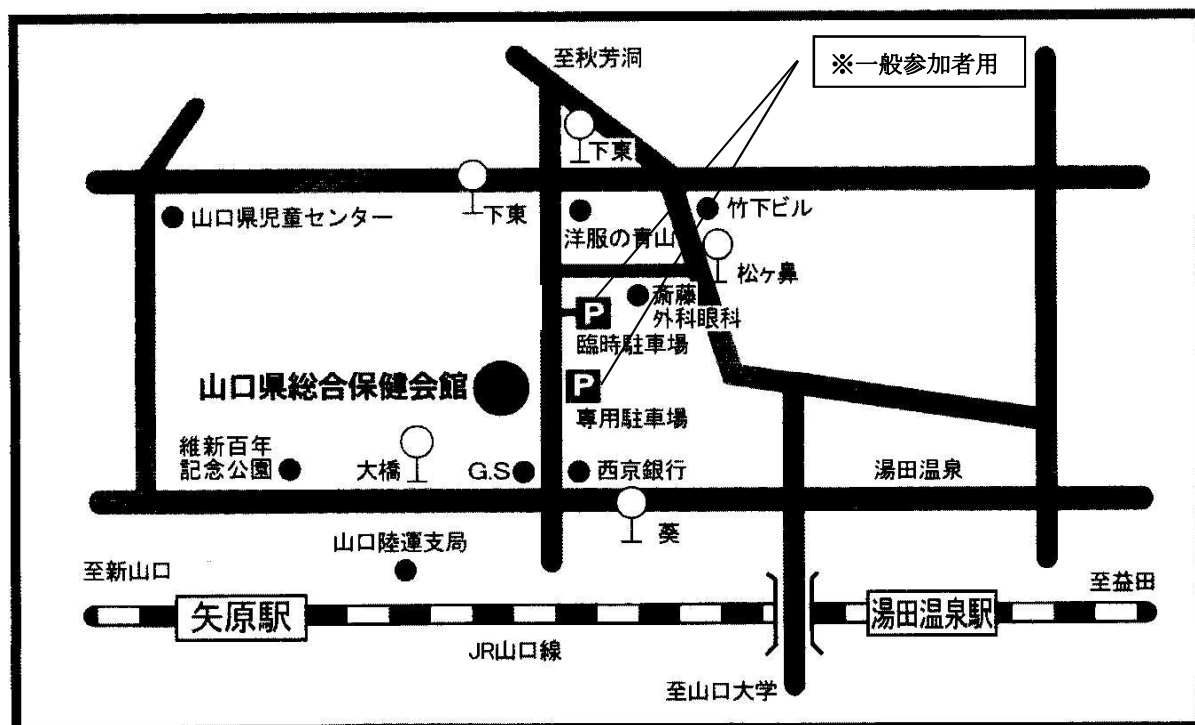 至秋芳洞
※一般参加者用
下東
下東
山口県児童センター
竹下ビル
洋服の青山
松ヶ鼻
斎藤
外科眼科
P
臨時駐車場
山口県総合保健会館
P
専用駐車場
維新百年
記念公園
大橋
G.S
西京銀行
湯田温泉
葵
山口陸運支局
至新山口
至益田
矢原駅
湯田温泉駅
JR山口線
至山口大学